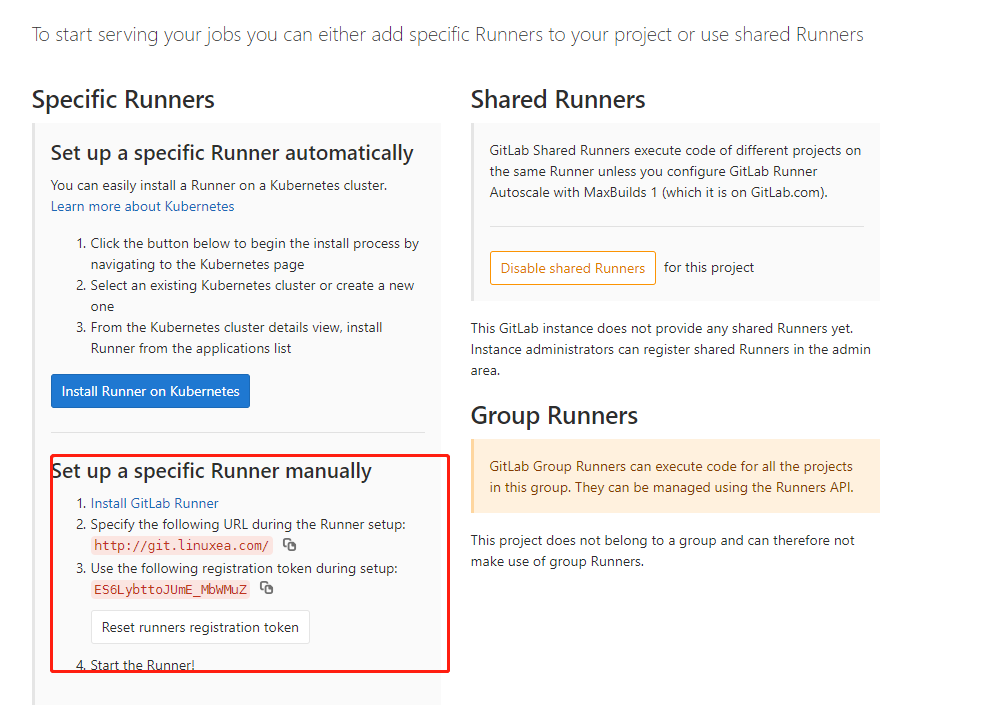 To start serving your jobs you can either add specific Runners to your project or use shared Runners
Specific Runners
Set up a specific Runner automatically
You can easily install a Runner on a Kubernetes cluster.
Learn more about Kubernetes
1. Click the button below to begin the install process by
navigating to the Kubernetes page
2. Select an existing Kubernetes cluster or create a new
one
3. From the Kubernetes cluster details view, install
Runner from the applications list
Install Runner on Kubernetes
Set up a specific Runner manually
1. Install GitLab Runner
2. Specify the following URL during the Runner setup:
http://git.linuxea.com/
3. Use the following registration token during setup:
ES6LybttoJUmE_MbWMuZ
Reset runners registration token
4. Start the Runner!
Shared Runners
GitLab Shared Runners execute code of different projects on
the same Runner unless you configure GitLab Runner
Autoscale with MaxBuilds 1 (which it is on GitLab.com).
Disable shared Runners for this project
This GitLab instance does not provide any shared Runners yet.
Instance administrators can register shared Runners in the admin
area.
Group Runners
GitLab Group Runners can execute code for all the projects
in this group. They can be managed using the Runners API.
This project does not belong to a group and can therefore not
make use of group Runners.